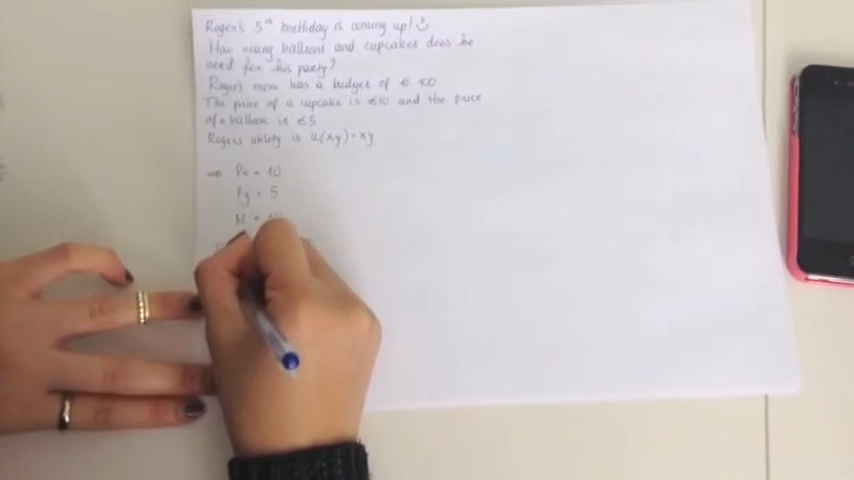 Roger's 5th birthday is coming up! :)
How many balloons and cupcakes does he
need for his party?
Roger's mom has a budget of € 100
The price of a cupcake is €10 and the price
of a balloon is €5
Rogers utility is u(xy)=xy
⇒ Px = 10
Py = 5
M =